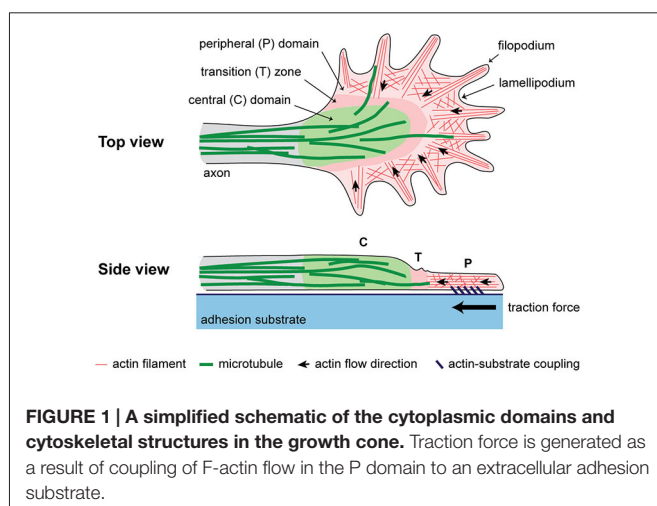 peripheral (P) domain
transition (T) zone
central (C) domain
filopodium
lamellipodium
Top view
axon
C
T
P
Side view
adhesion substrate
traction force
actin filament
microtubule
actin flow direction
actin-substrate coupling
FIGURE 1 | A simplified schematic of the cytoplasmic domains and
cytoskeletal structures in the growth cone. Traction force is generated as
a result of coupling of F-actin flow in the P domain to an extracellular adhesion
substrate.